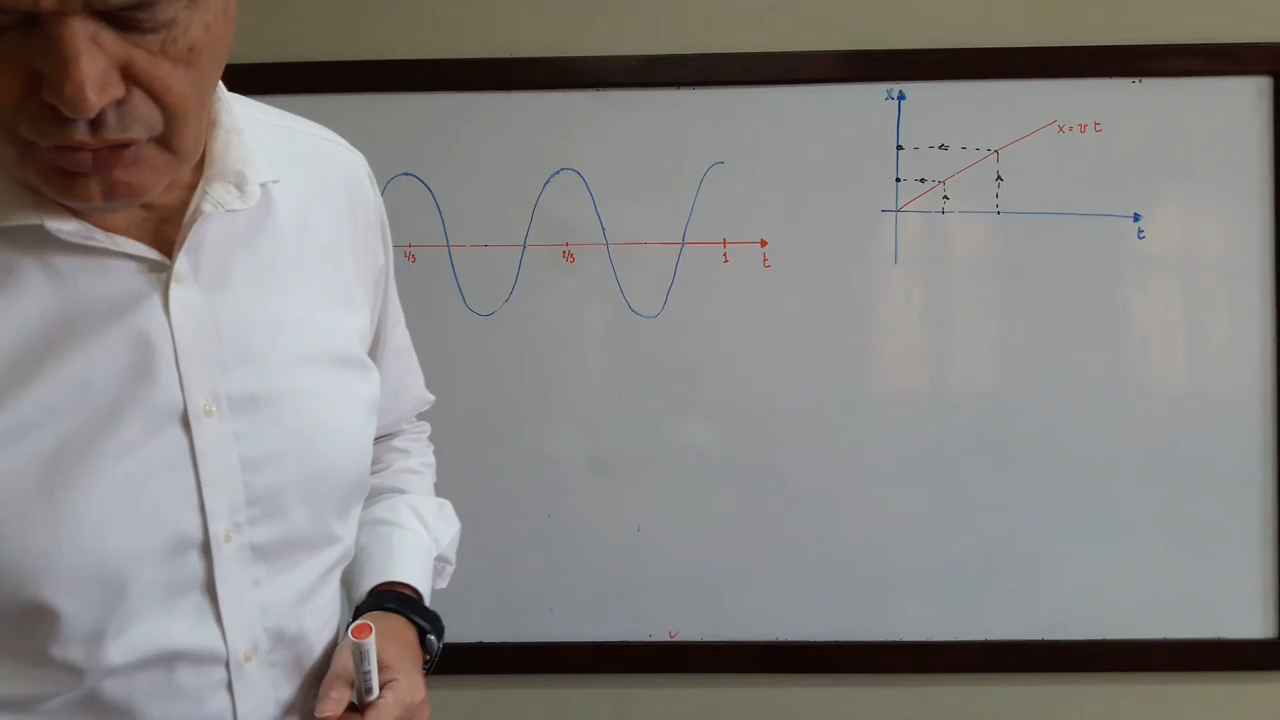 1/3
2/3
1
t
x
x = v t
t